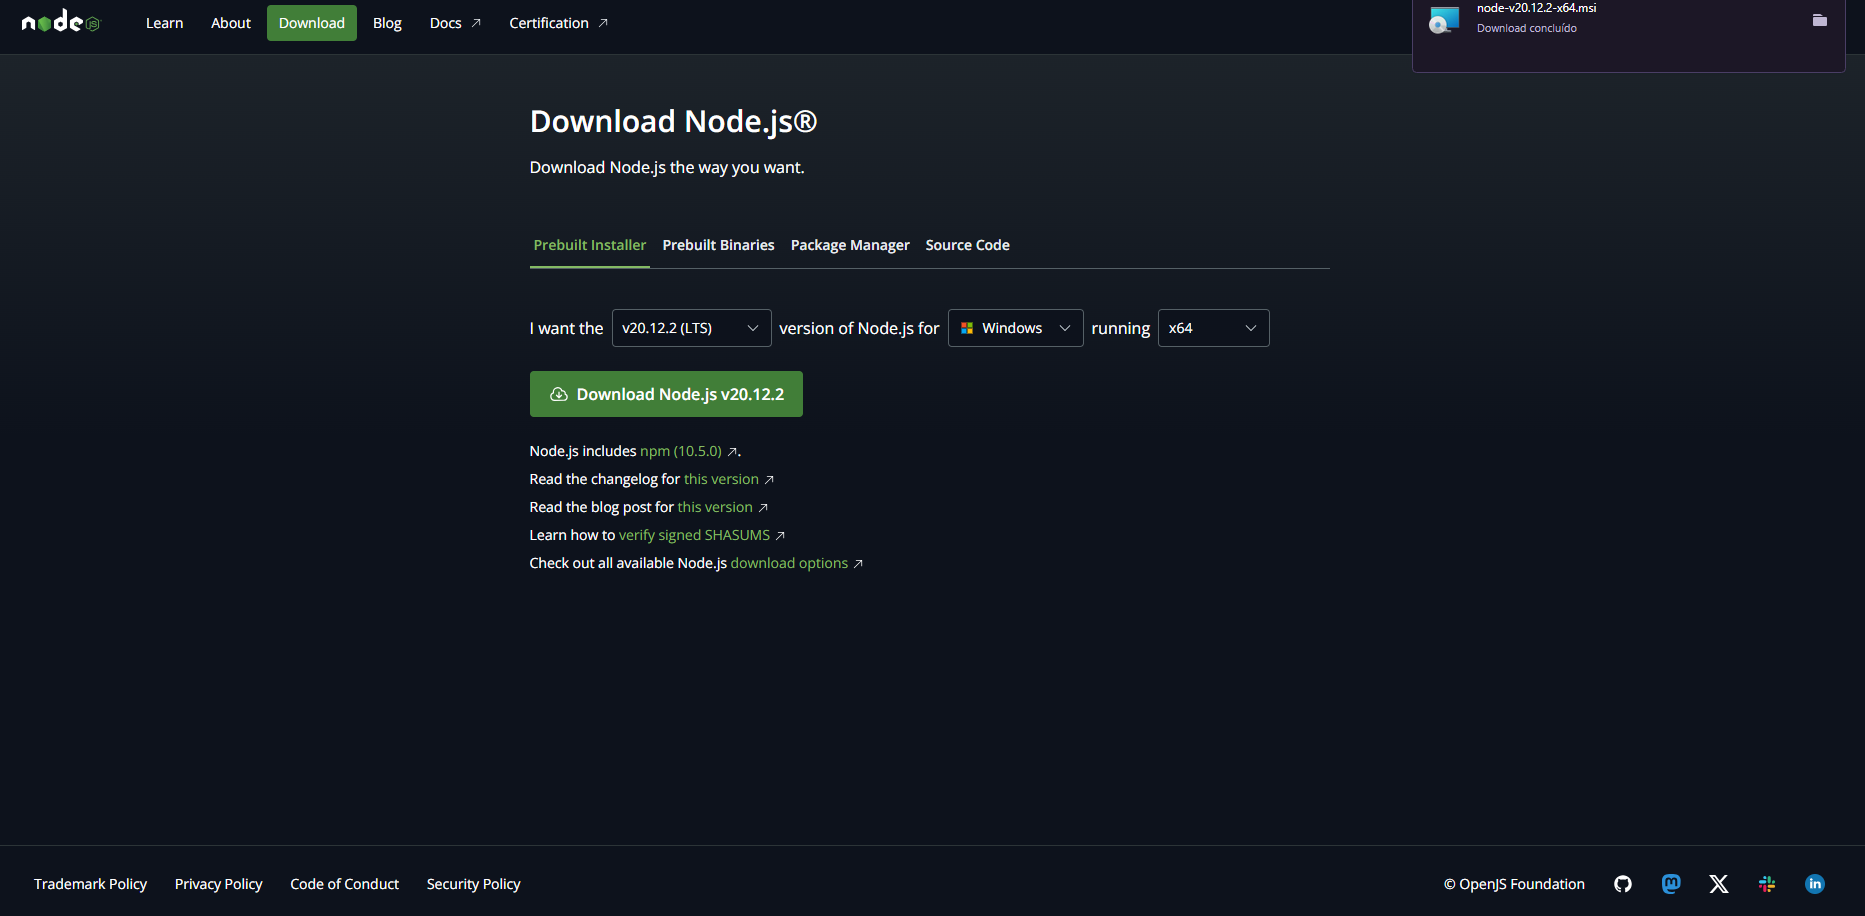 node JS
Learn About Download Blog Docs Certification
node-v20.12.2-x64.msi
Download concluído
Download Node.js®
Download Node.js the way you want.
Prebuilt Installer Prebuilt Binaries Package Manager Source Code
I want the v20.12.2 (LTS) version of Node.js for Windows running x64
Download Node.js v20.12.2
Node.js includes npm (10.5.0) ↗.
Read the changelog for this version ↗
Read the blog post for this version ↗
Learn how to verify signed SHASUMS ↗
Check out all available Node.js download options ↗
Trademark Policy Privacy Policy Code of Conduct Security Policy
© OpenJS Foundation
in